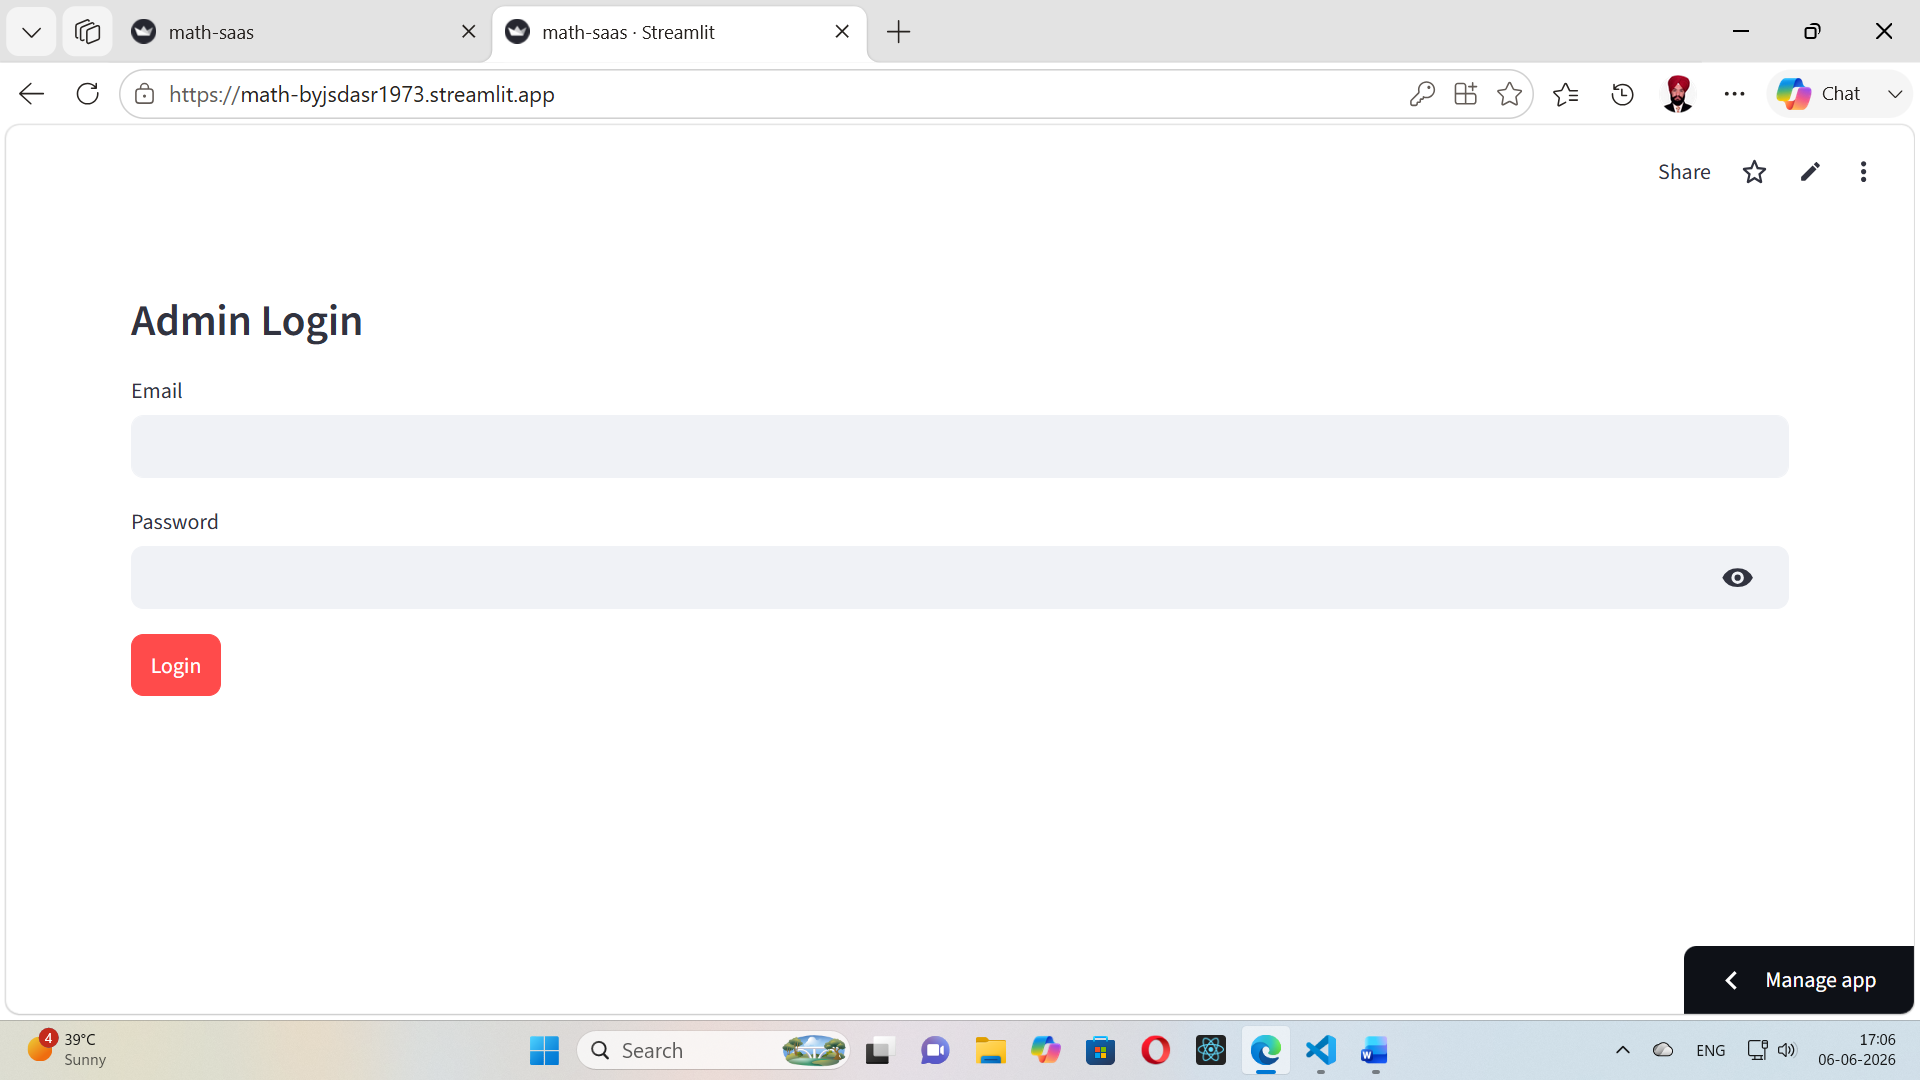 math-saas
math-saas · Streamlit
https://math-byjsdasr1973.streamlit.app
Chat
Share
Admin Login
Email
Password
Login
Manage app
4
39°C
Sunny
Search
W
ENG
17:06
06-06-2026